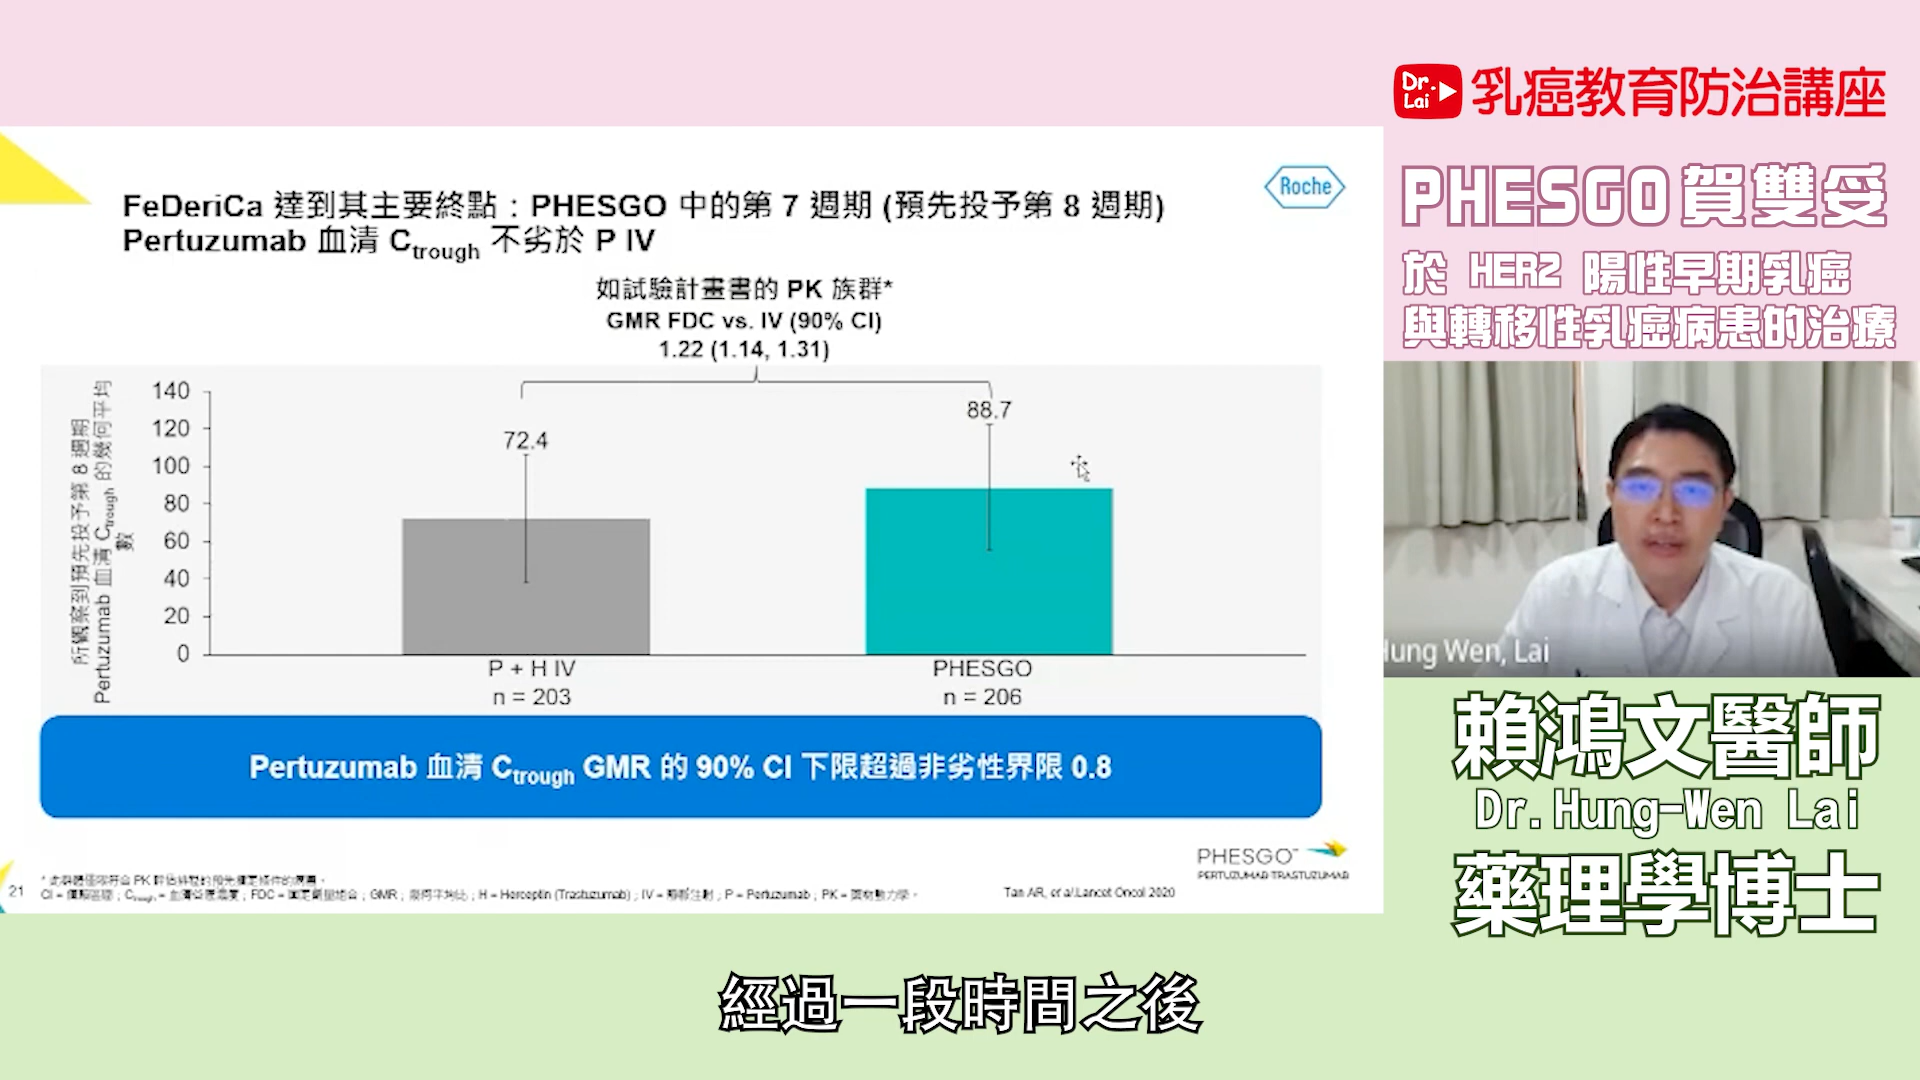 Dr. Lai 乳癌教育防治講座
PHESGO 賀雙妥
於 HER2 陽性早期乳癌
與轉移性乳癌病患的治療
Roche
FeDeriCa 達到其主要終點：PHESGO 中的第 7 週期 (預先投予第 8 週期)
Pertuzumab 血清 Ctrough 不劣於 P IV
如試驗計畫書的 PK 族群*
GMR FDC vs. IV (90% CI)
1.22 (1.14, 1.31)
所觀察到預先投予第 8 週期
Pertuzumab 血清 Ctrough 的幾何平均
數
140
120
100
80
60
40
20
0
72.4
88.7
P + H IV
n = 203
PHESGO
n = 206
Pertuzumab 血清 Ctrough GMR 的 90% CI 下限超過非劣性界限 0.8
PHESGO™
PERTUZUMAB-TRASTUZUMAB
21
Tan AR, et al Lancet Oncol 2020
Hung Wen, Lai
賴鴻文醫師
Dr.Hung-Wen Lai
藥理學博士
經過一段時間之後